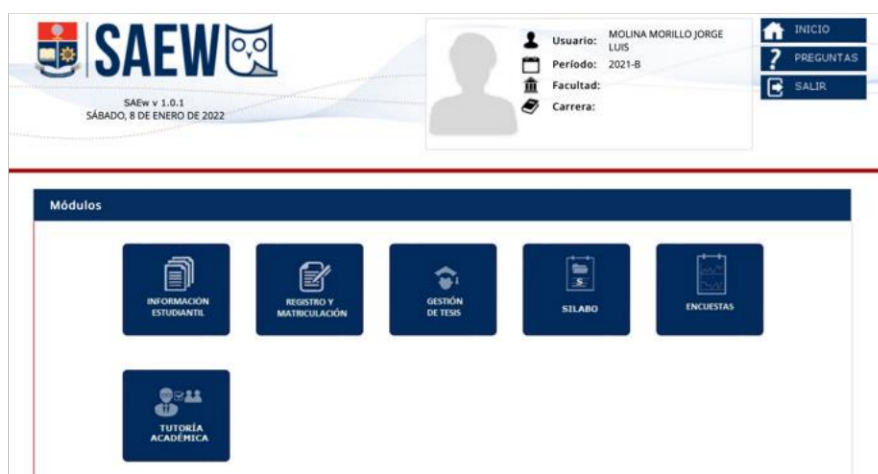 SAEW
SAEw v 1.0.1
SÁBADO, 8 DE ENERO DE 2022
Usuario: MOLINA MORILLO JORGE
LUIS
Período: 2021-B
Facultad:
Carrera:
INICIO
PREGUNTAS
SALIR
Módulos
INFORMACIÓN
ESTUDIANTIL
REGISTRO Y
MATRICULACIÓN
GESTIÓN
DE TESIS
S
SILABO
ENCUESTAS
TUTORÍA
ACADÉMICA